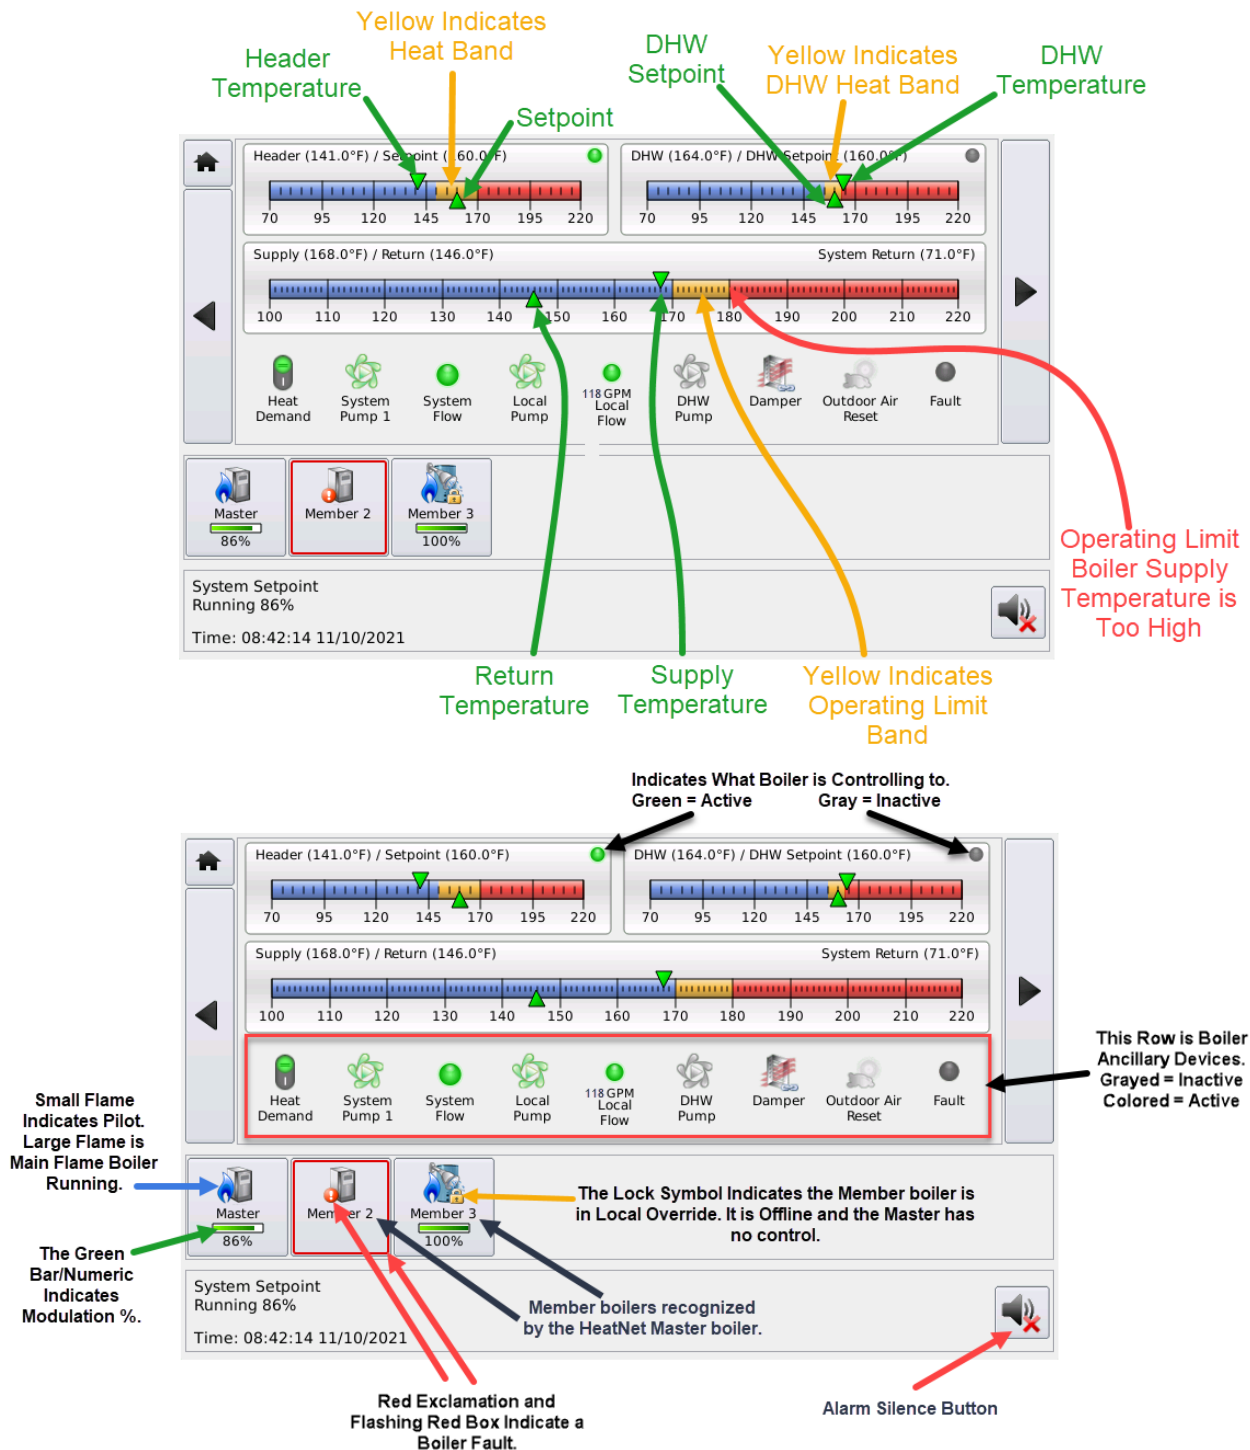 Yellow Indicates
Heat Band
Header
Temperature
Setpoint
DHW
Setpoint
Yellow Indicates
DHW Heat Band
DHW
Temperature
Header (141.0°F) / Setpoint (160.0°F)
70 95 120 145 170 195 220
DHW (164.0°F) / DHW Setpoint (160.0°F)
70 95 120 145 170 195 220
Supply (168.0°F) / Return (146.0°F)
System Return (71.0°F)
100 110 120 130 140 150 160 170 180 190 200 210 220
Heat
Demand
System
Pump 1
System
Flow
Local
Pump
118 GPM
Local
Flow
DHW
Pump
Damper
Outdoor Air
Reset
Fault
Master
86%
Member 2
Member 3
100%
System Setpoint
Running 86%
Time: 08:42:14 11/10/2021
Operating Limit
Boiler Supply
Temperature is
Too High
Return
Temperature
Supply
Temperature
Yellow Indicates
Operating Limit
Band
Indicates What Boiler is Controlling to.
Green = Active Gray = Inactive
Header (141.0°F) / Setpoint (160.0°F)
70 95 120 145 170 195 220
DHW (164.0°F) / DHW Setpoint (160.0°F)
70 95 120 145 170 195 220
Supply (168.0°F) / Return (146.0°F)
System Return (71.0°F)
100 110 120 130 140 150 160 170 180 190 200 210 220
Heat
Demand
System
Pump 1
System
Flow
Local
Pump
118 GPM
Local
Flow
DHW
Pump
Damper
Outdoor Air
Reset
Fault
This Row is Boiler
Ancillary Devices.
Grayed = Inactive
Colored = Active
Small Flame
Indicates Pilot.
Large Flame is
Main Flame Boiler
Running.
Master
86%
Member 2
Member 3
100%
The Lock Symbol Indicates the Member boiler is
in Local Override. It is Offline and the Master has
no control.
The Green
Bar/Numeric
Indicates
Modulation %.
System Setpoint
Running 86%
Time: 08:42:14 11/10/2021
Member boilers recognized
by the HeatNet Master boiler.
Red Exclamation and
Flashing Red Box Indicate a
Boiler Fault.
Alarm Silence Button